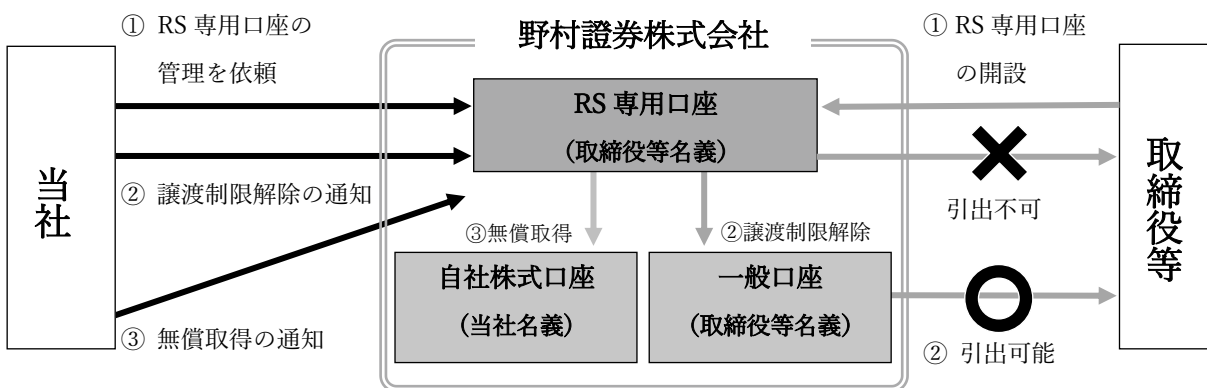 ① RS 専用口座の
管理を依頼
野村證券株式会社
① RS 専用口座
の開設
RS 専用口座
(取締役等名義)
当社
② 譲渡制限解除の通知
引出不可
取締役等
③無償取得
②譲渡制限解除
自社株式口座
(当社名義)
一般口座
(取締役等名義)
③ 無償取得の通知
② 引出可能